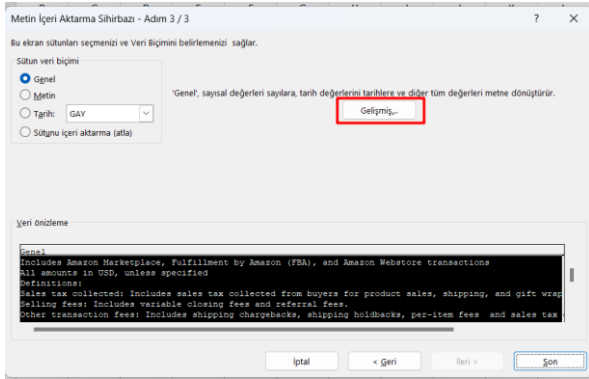 Metin İçeri Aktarma Sihirbazı - Adım 3 / 3
Bu ekran sütunları seçmenizi ve Veri Biçimini belirlemenizi sağlar.
Sütun veri biçimi
Genel
Metin
Tarih: GAY
Sütunu içeri aktarma (atla)
'Genel', sayısal değerleri sayılara, tarih değerlerini tarihlere ve diğer tüm değerleri metne dönüştürür.
Gelişmiş...
Veri önizleme
Genel
Includes Amazon Marketplace, Fulfillment by Amazon (FBA), and Amazon Webstore transactions
All amounts in USD, unless specified
Definitions:
Sales tax collected: Includes sales tax collected from buyers for product sales, shipping, and gift wrap
Selling fees: Includes variable closing fees and referral fees.
Other transaction fees: Includes shipping chargebacks, shipping holdbacks, per-item fees and sales tax
İptal
< Geri
İleri >
Son